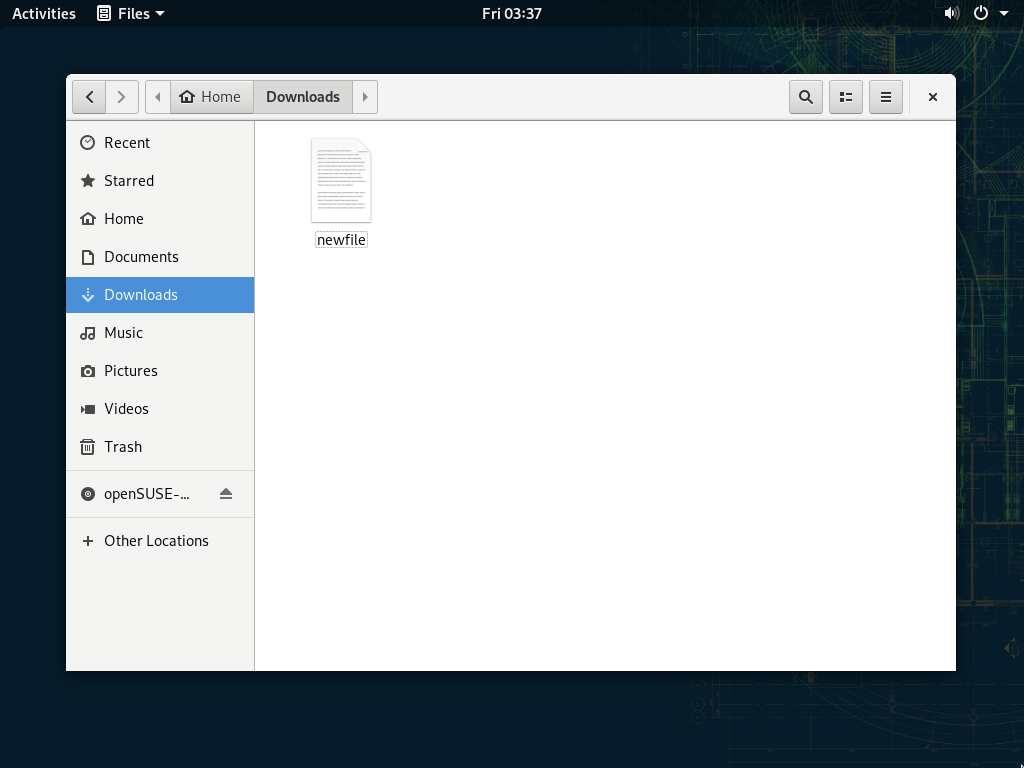 Activities Files Fri 03:37
Home Downloads
Recent
Starred
Home
Documents
Downloads
Music
Pictures
Videos
Trash
openSUSE-...
Other Locations
newfile